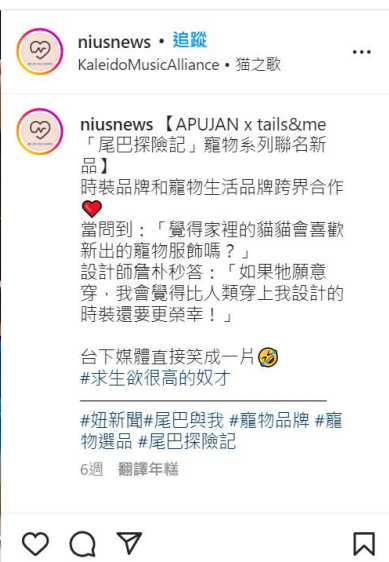 niusnews • 追蹤
KaleidoMusicAlliance • 猫之歌
niusnews 【APUJAN x tails&me
「尾巴探險記」寵物系列聯名新
品】
時裝品牌和寵物生活品牌跨界合作
❤️
當問到：「覺得家裡的貓貓會喜歡
新出的寵物服飾嗎？」
設計師詹朴秒答：「如果牠願意
穿，我會覺得比人類穿上我設計的
時裝還要更榮幸！」
台下媒體直接笑成一片🤣
#求生欲很高的奴才
#妞新聞#尾巴與我 #寵物品牌 #寵
物選品 #尾巴探險記
6週 翻譯年糕